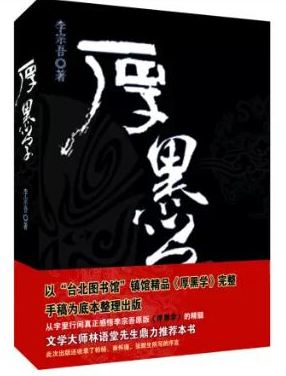 李宗吾◎著
厚黑学
厚黑学
李宗吾◎著
以“台北图书馆”镇馆精品《厚黑学》完整
手稿为底本整理出版
从字里行间真正感悟李宗吾原版《厚黑学》的精髓
文学大师林语堂先生鼎力推荐本书